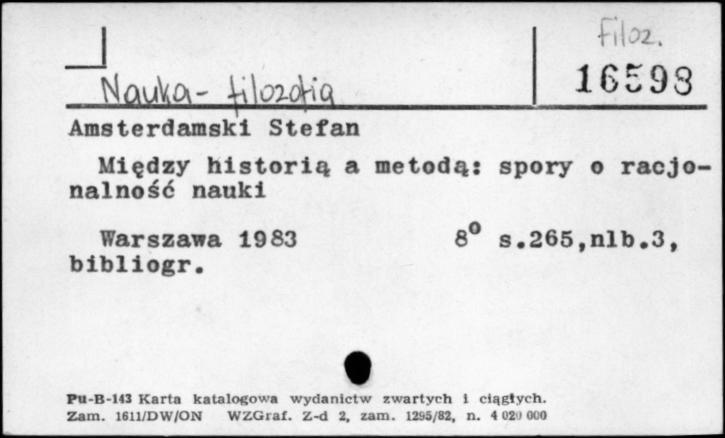 Filoz.
16598
Nauka - filozofia
Amsterdamski Stefan
Między historią a metodą: spory o racjo-
nalność nauki
Warszawa 1983 8° s.265,nlb.3,
bibliogr.
Pu-B-143 Karta katalogowa wydanictw zwartych i ciągłych.
Zam. 1611/DW/ON WZGraf. Z-d 2, zam. 1295/82, n. 4 020 000